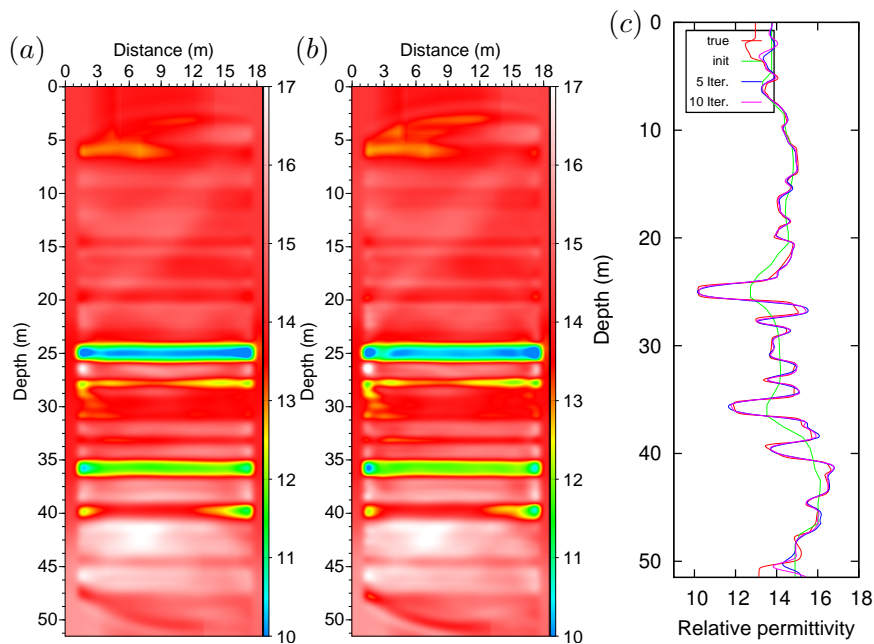 (a)
Distance (m)
0 3 6 9 12 15 18
Depth (m)
0
5
10
15
20
25
30
35
40
45
50
17
16
15
14
13
12
11
10
(b)
Distance (m)
0 3 6 9 12 15 18
Depth (m)
0
5
10
15
20
25
30
35
40
45
50
17
16
15
14
13
12
11
10
(c)
true
init
5 Iter.
10 Iter.
Depth (m)
0
10
20
30
40
50
10 12 14 16 18
Relative permittivity